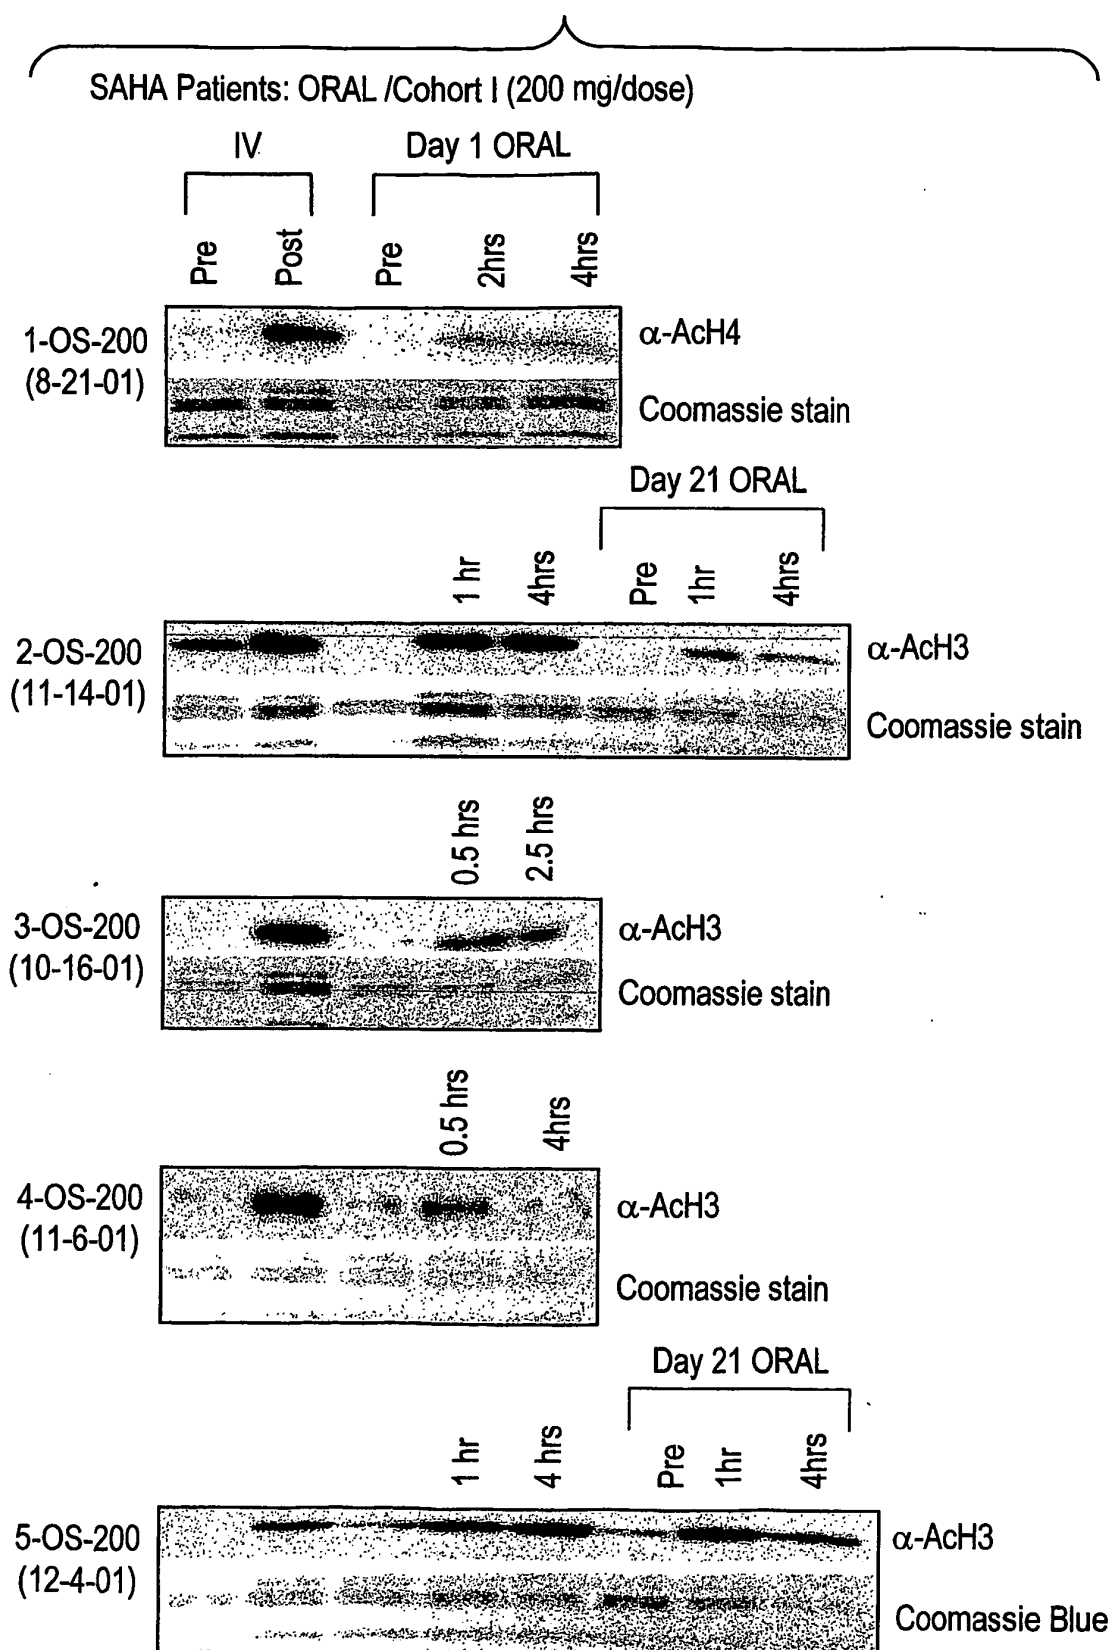 SAHA Patients: ORAL /Cohort I (200 mg/dose)
IV
Day 1 ORAL
Pre
Post
Pre
2hrs
4hrs
1-OS-200
(8-21-01)
α-AcH4
Coomassie stain
Day 21 ORAL
1 hr
4hrs
Pre
1hr
4hrs
2-OS-200
(11-14-01)
α-AcH3
Coomassie stain
0.5 hrs
2.5 hrs
3-OS-200
(10-16-01)
α-AcH3
Coomassie stain
0.5 hrs
4hrs
4-OS-200
(11-6-01)
α-AcH3
Coomassie stain
Day 21 ORAL
1 hr
4 hrs
Pre
1hr
4hrs
5-OS-200
(12-4-01)
α-AcH3
Coomassie Blue